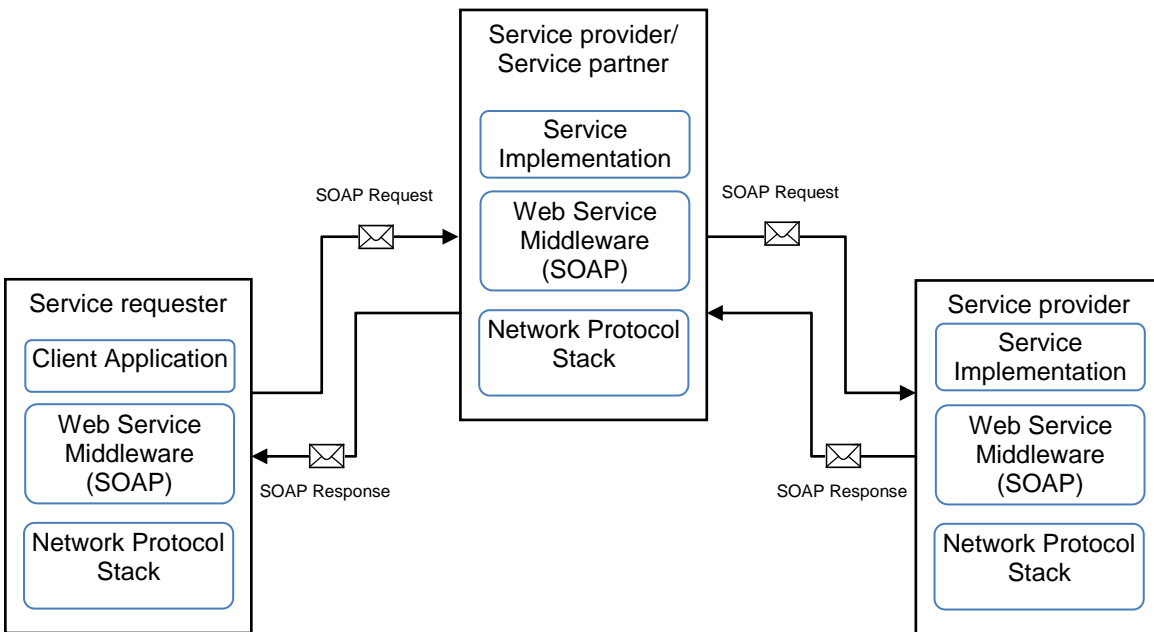 Service provider/
Service partner
Service
Implementation
Web Service
Middleware
(SOAP)
Network Protocol
Stack
SOAP Request
SOAP Request
Service requester
Client Application
Web Service
Middleware
(SOAP)
Network Protocol
Stack
SOAP Response
SOAP Response
Service provider
Service
Implementation
Web Service
Middleware
(SOAP)
Network Protocol
Stack